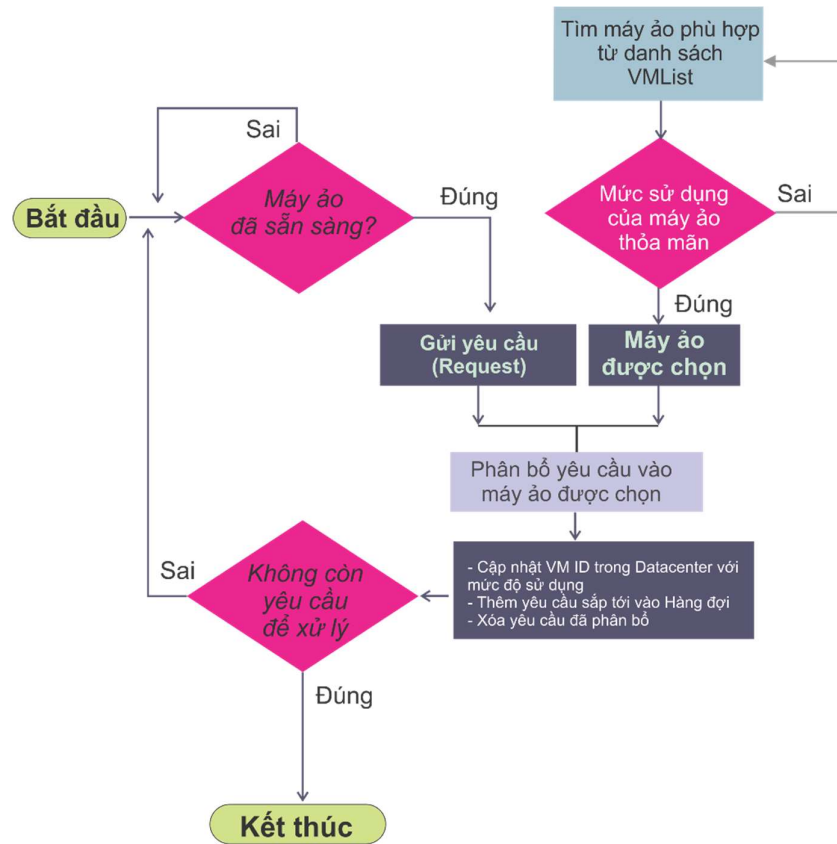 Tìm máy ảo phù hợp
từ danh sách
VMList
Sai
Máy ảo
đã sẵn sàng?
Đúng
Bắt đầu
Mức sử dụng
của máy ảo
thỏa mãn
Sai
Đúng
Gửi yêu cầu
(Request)
Máy ảo
được chọn
Phân bổ yêu cầu vào
máy ảo được chọn
- Cập nhật VM ID trong Datacenter với
mức độ sử dụng
- Thêm yêu cầu sắp tới vào Hàng đợi
- Xóa yêu cầu đã phân bổ
Không còn
yêu cầu
để xử lý
Sai
Đúng
Kết thúc